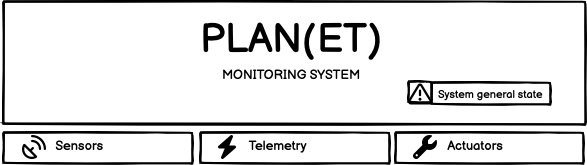 PLAN(ET)
MONITORING SYSTEM
System general state
Sensors
Telemetry
Actuators